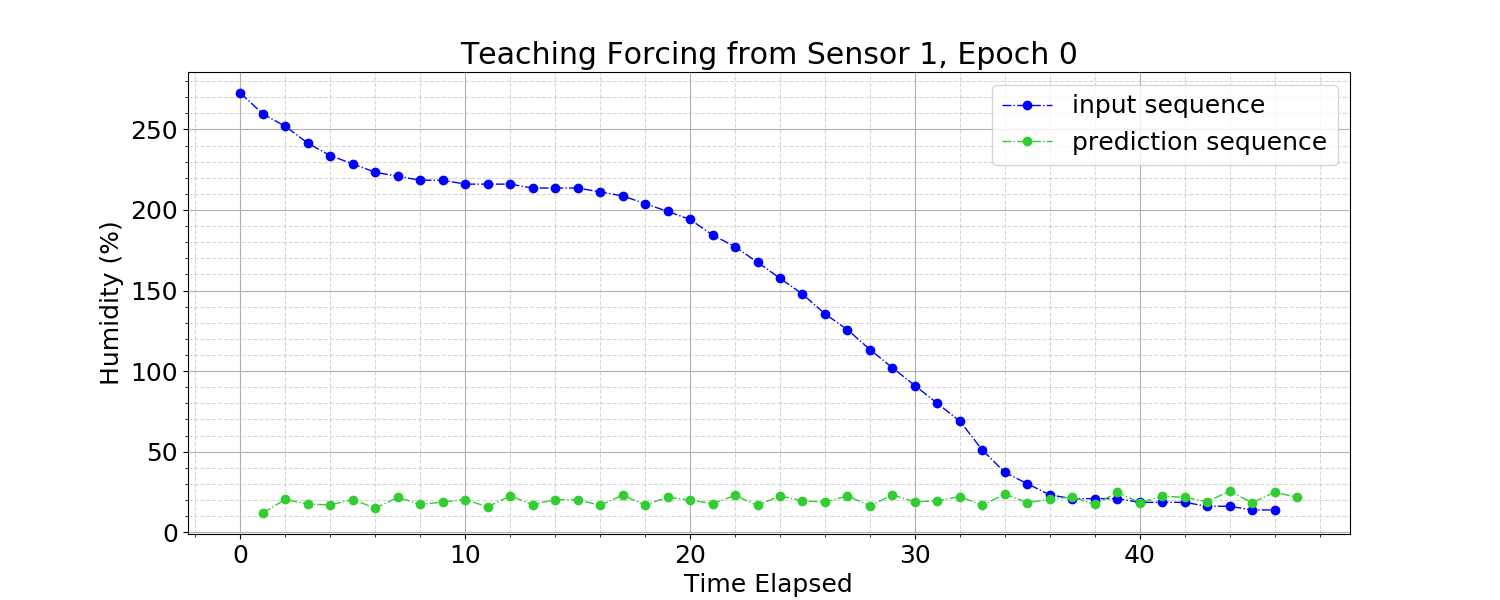 Teaching Forcing from Sensor 1, Epoch 0
input sequence
prediction sequence
Humidity (%)
250
200
150
100
50
0
0 10 20 30 40
Time Elapsed